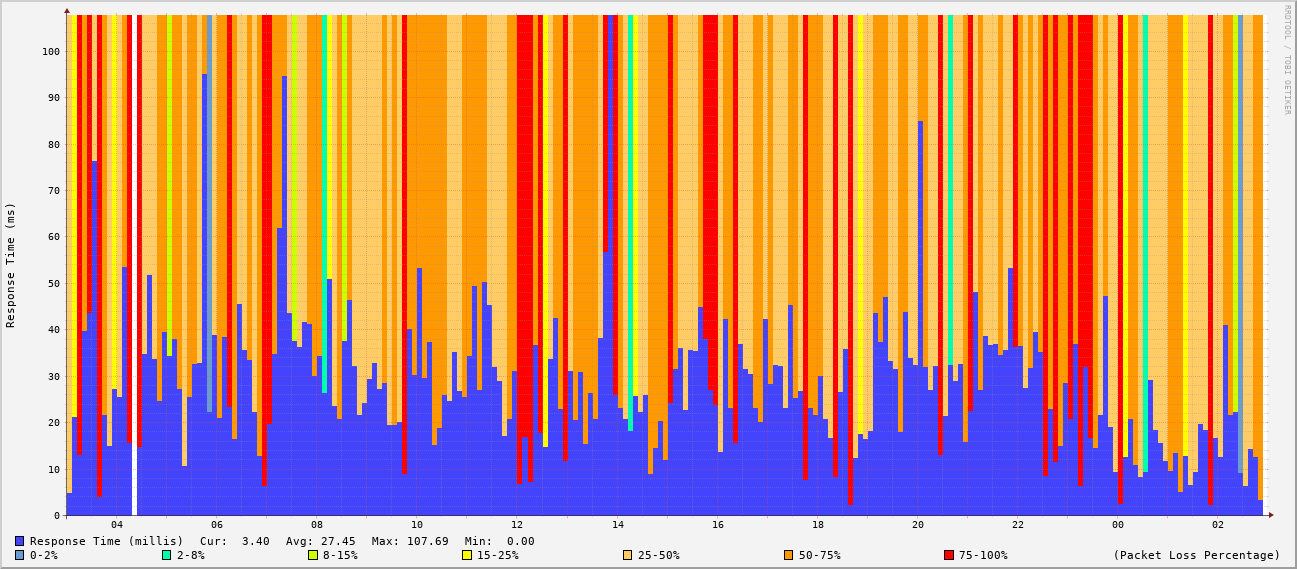 RRDTOOL / TOBI OETIKER
Response Time (ms)
100
90
80
70
60
50
40
30
20
10
0
04 06 08 10 12 14 16 18 20 22 00 02
Response Time (millis) Cur: 3.40 Avg: 27.45 Max: 107.69 Min: 0.00
0-2% 2-8% 8-15% 15-25% 25-50% 50-75% 75-100% (Packet Loss Percentage)